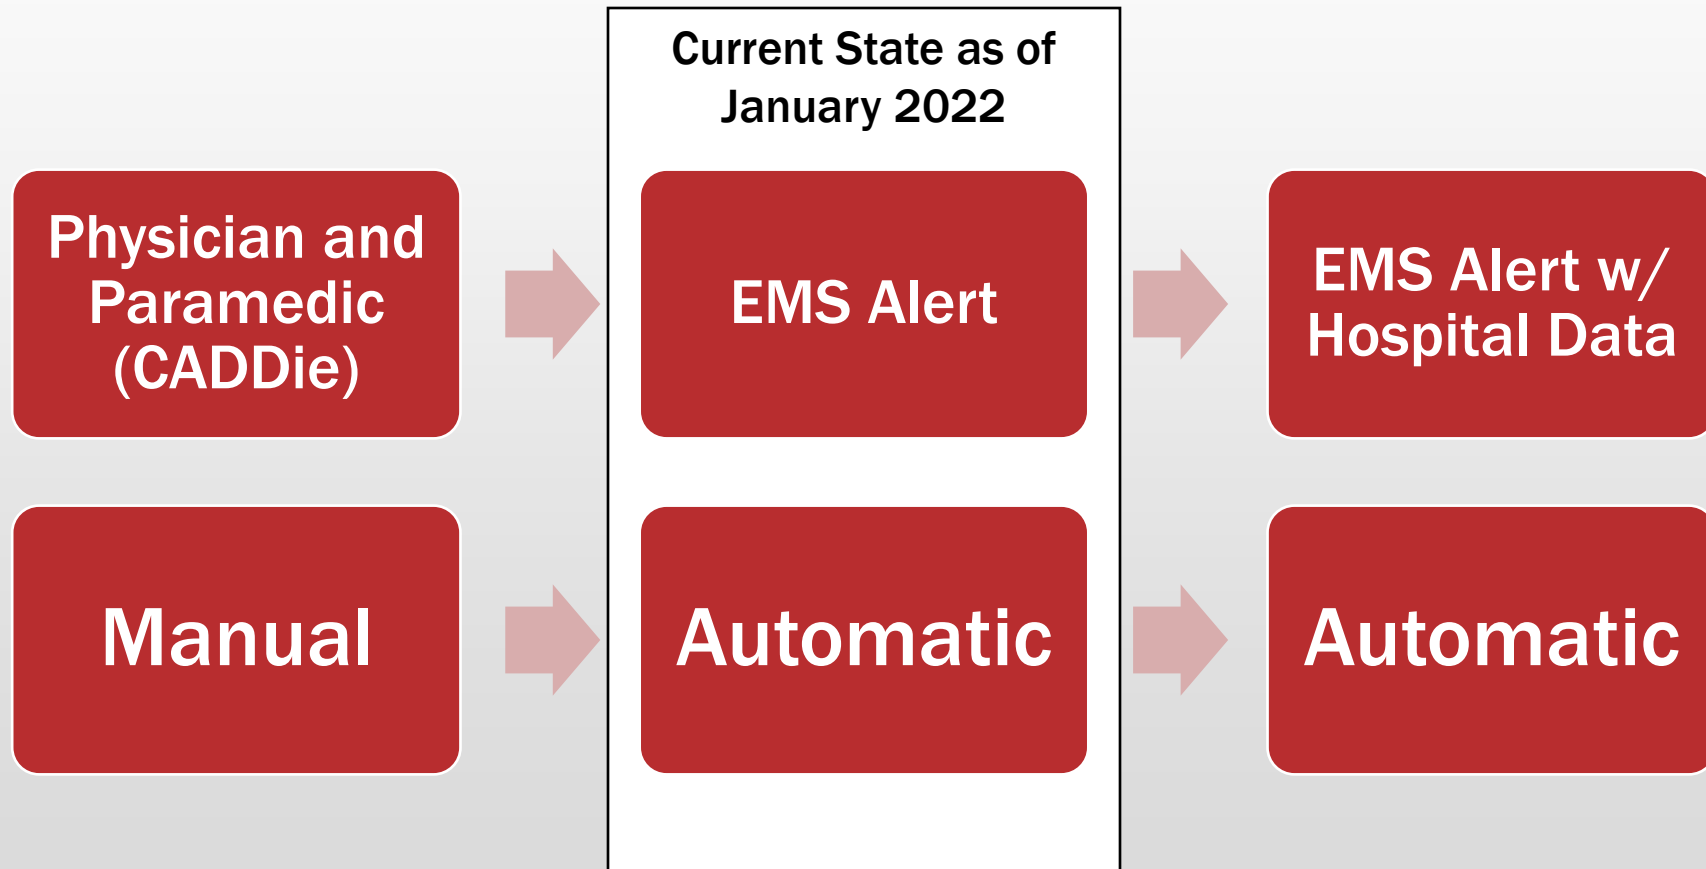 Current State as of
January 2022
Physician and
Paramedic
(CADDie)
EMS Alert
EMS Alert w/
Hospital Data
Manual
Automatic
Automatic